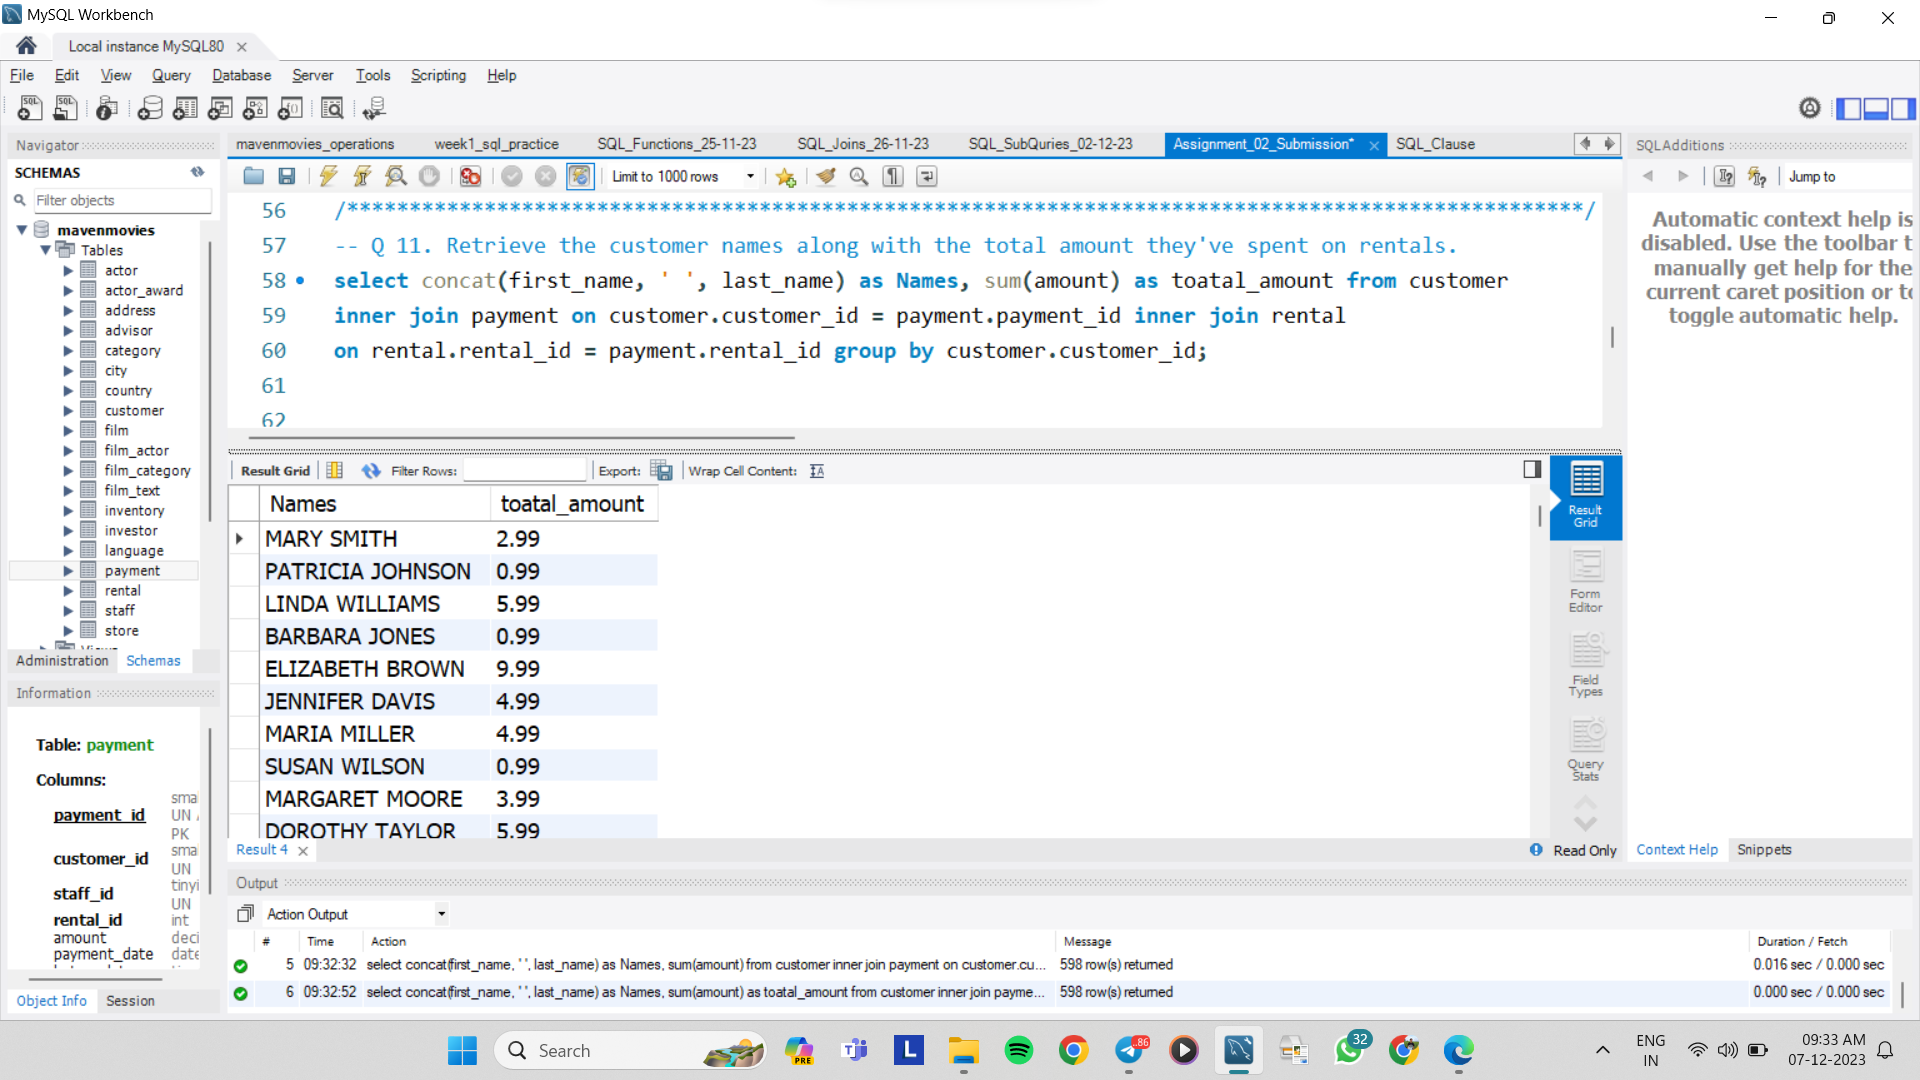 MySQL Workbench
Local instance MySQL80
File Edit View Query Database Server Tools Scripting Help
Navigator
SCHEMAS
Filter objects
mavenmovies
Tables
actor
actor_award
address
advisor
category
city
country
customer
film
film_actor
film_category
film_text
inventory
investor
language
payment
rental
staff
store
Administration Schemas
Information
Table: payment
Columns:
payment_id
UN
PK
customer_id
UN
staff_id
UN
rental_id int
amount
payment_date
Object Info Session
mavenmovies_operations week1_sql_practice SQL_Functions_25-11-23 SQL_Joins_26-11-23 SQL_SubQuries_02-12-23 Assignment_02_Submission* SQL_Clause
Limit to 1000 rows
56 /***************************************************************************************************/
57 -- Q 11. Retrieve the customer names along with the total amount they've spent on rentals.
58 select concat(first_name, ' ', last_name) as Names, sum(amount) as toatal_amount from customer
59 inner join payment on customer.customer_id = payment.payment_id inner join rental
60 on rental.rental_id = payment.rental_id group by customer.customer_id;
61
62
Result Grid Filter Rows: Export: Wrap Cell Content:
Names toatal_amount
MARY SMITH 2.99
PATRICIA JOHNSON 0.99
LINDA WILLIAMS 5.99
BARBARA JONES 0.99
ELIZABETH BROWN 9.99
JENNIFER DAVIS 4.99
MARIA MILLER 4.99
SUSAN WILSON 0.99
MARGARET MOORE 3.99
DOROTHY TAYLOR 5.99
Result Grid
Form Editor
Field Types
Query Stats
Result 4
Read Only
SQLAdditions
Jump to
Automatic context help is
disabled. Use the toolbar t
manually get help for the
current caret position or to
toggle automatic help.
Context Help Snippets
Output
Action Output
# Time Action Message Duration / Fetch
5 09:32:32 select concat(first_name, ' ', last_name) as Names, sum(amount) from customer inner join payment on customer.cu... 598 row(s) returned 0.016 sec / 0.000 sec
6 09:32:52 select concat(first_name, ' ', last_name) as Names, sum(amount) as toatal_amount from customer inner join payme... 598 row(s) returned 0.000 sec / 0.000 sec
Search
PRE
L
86
32
ENG
IN
09:33 AM
07-12-2023